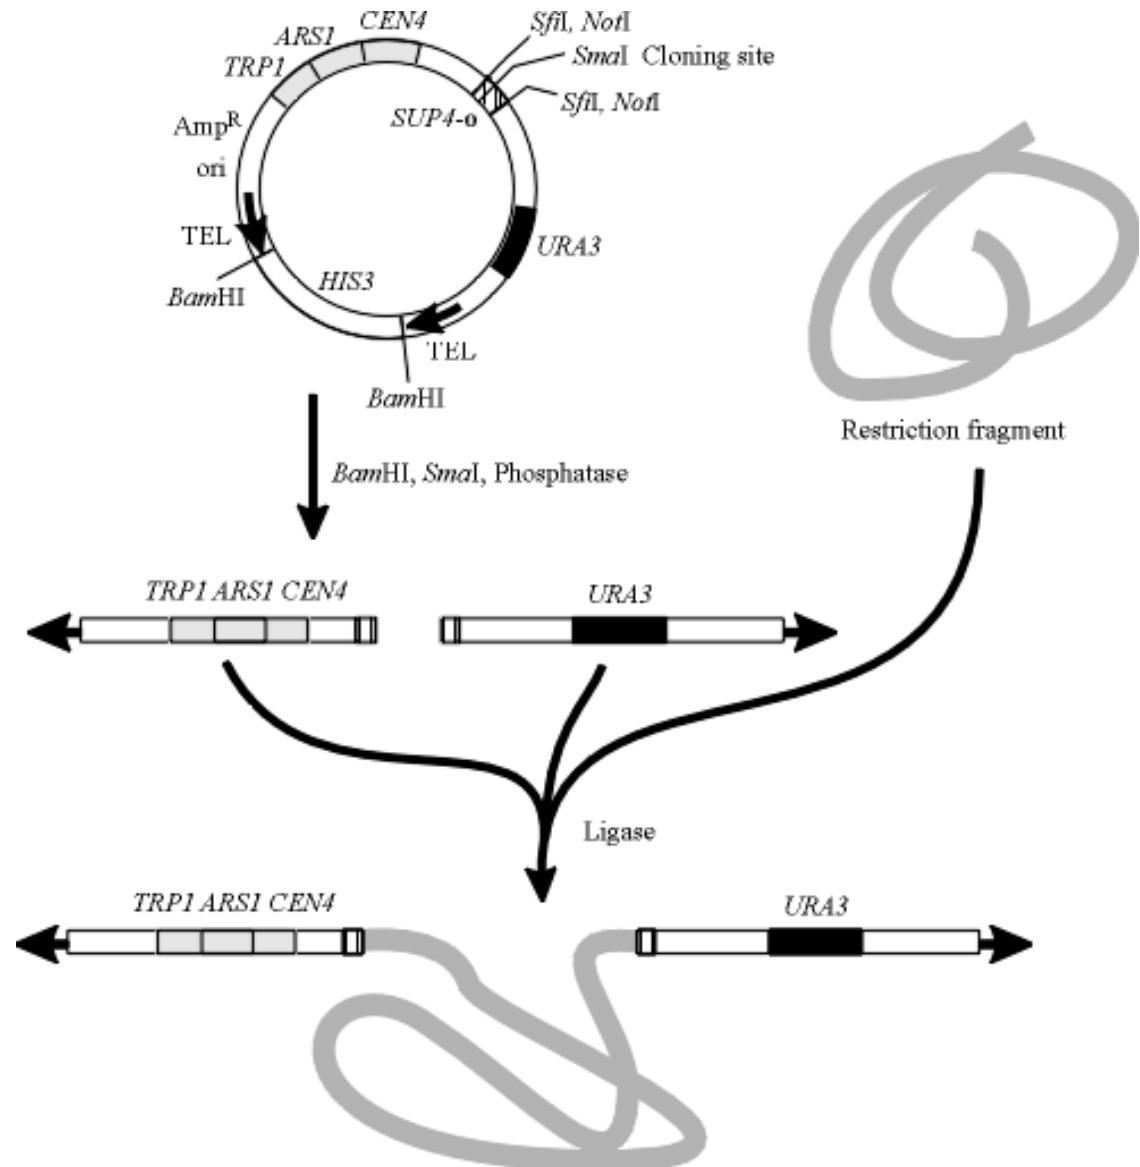 CEN4
ARS1
TRP1
SfiI, NotI
SmaI Cloning site
SfiI, NotI
SUP4-o
AmpR
ori
TEL
BamHI
HIS3
URA3
TEL
BamHI
Restriction fragment
BamHI, SmaI, Phosphatase
TRP1 ARS1 CEN4
URA3
Ligase
TRP1 ARS1 CEN4
URA3